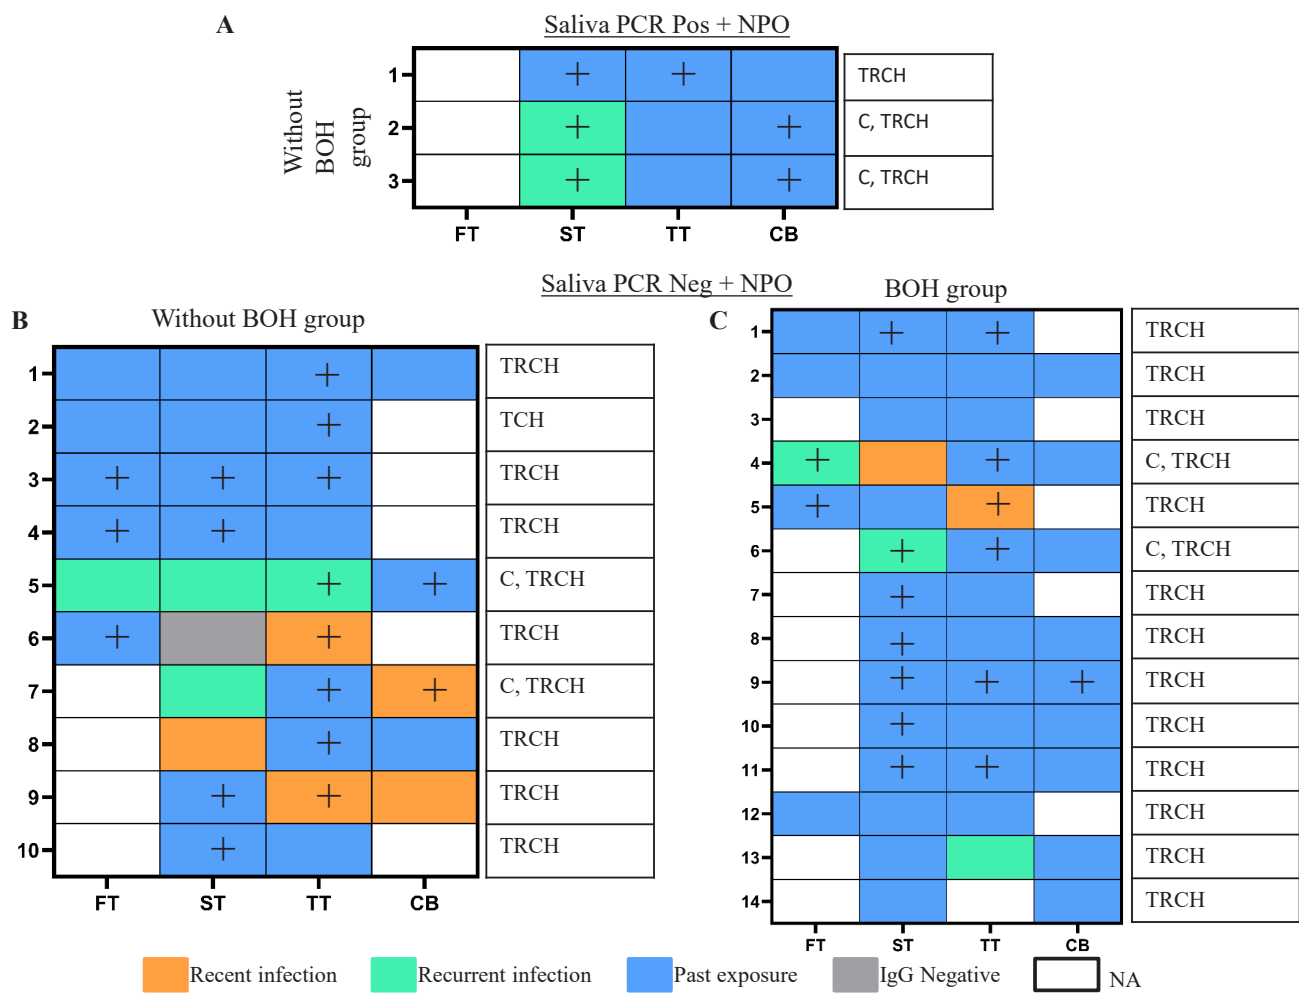 A
Saliva PCR Pos + NPO
Without
BOH
group
1
TRCH
2
C, TRCH
3
C, TRCH
FT ST TT CB
Saliva PCR Neg + NPO
B
Without BOH group
1
TRCH
2
TCH
3
TRCH
4
TRCH
5
C, TRCH
6
TRCH
7
C, TRCH
8
TRCH
9
TRCH
10
TRCH
FT ST TT CB
C
BOH group
1
TRCH
2
TRCH
3
TRCH
4
C, TRCH
5
TRCH
6
C, TRCH
7
TRCH
8
TRCH
9
TRCH
10
TRCH
11
TRCH
12
TRCH
13
TRCH
14
TRCH
FT ST TT CB
Recent infection
Recurrent infection
Past exposure
IgG Negative
NA